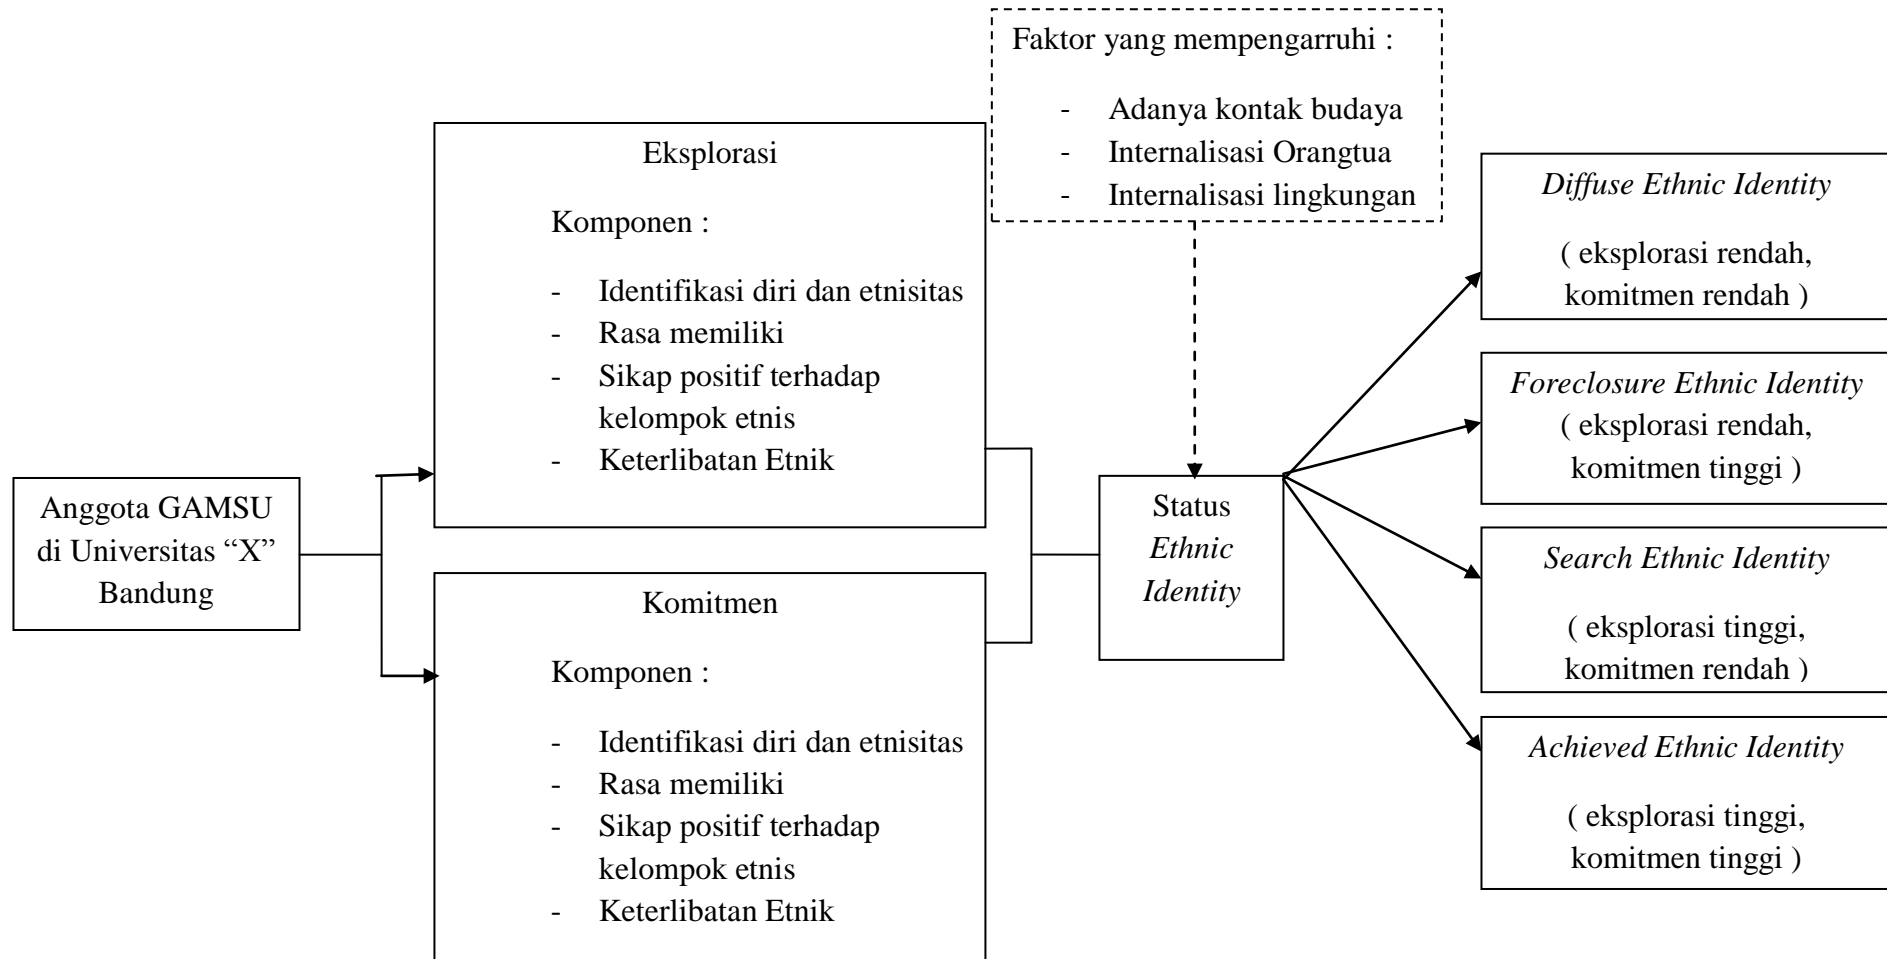 Anggota GAMSU
di Universitas “X”
Bandung
Eksplorasi
Komponen :
- Identifikasi diri dan etnisitas
- Rasa memiliki
- Sikap positif terhadap
kelompok etnis
- Keterlibatan Etnik
Komitmen
Komponen :
- Identifikasi diri dan etnisitas
- Rasa memiliki
- Sikap positif terhadap
kelompok etnis
- Keterlibatan Etnik
Faktor yang mempengarruhi :
- Adanya kontak budaya
- Internalisasi Orangtua
- Internalisasi lingkungan
Status
Ethnic
Identity
Diffuse Ethnic Identity
( eksplorasi rendah,
komitmen rendah )
Foreclosure Ethnic Identity
( eksplorasi rendah,
komitmen tinggi )
Search Ethnic Identity
( eksplorasi tinggi,
komitmen rendah )
Achieved Ethnic Identity
( eksplorasi tinggi,
komitmen tinggi )